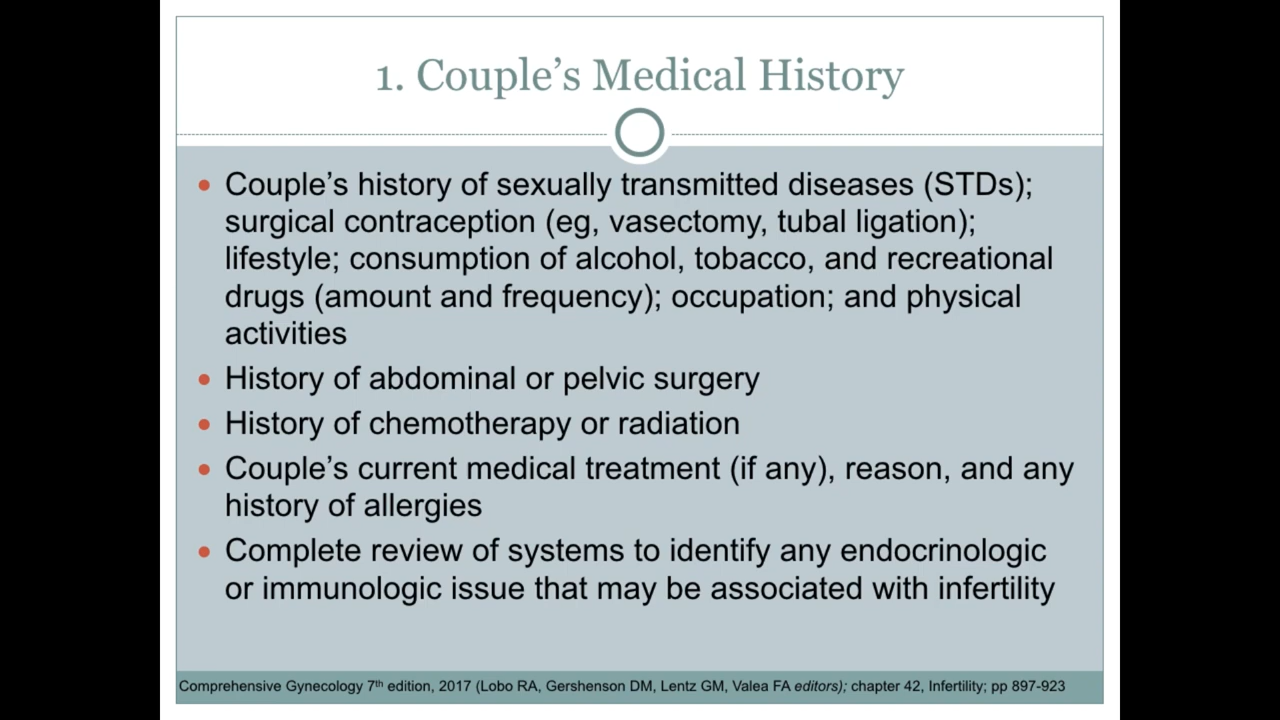 1. Couple’s Medical History
• Couple’s history of sexually transmitted diseases (STDs);
surgical contraception (eg, vasectomy, tubal ligation);
lifestyle; consumption of alcohol, tobacco, and recreational
drugs (amount and frequency); occupation; and physical
activities
• History of abdominal or pelvic surgery
• History of chemotherapy or radiation
• Couple’s current medical treatment (if any), reason, and any
history of allergies
• Complete review of systems to identify any endocrinologic
or immunologic issue that may be associated with infertility
Comprehensive Gynecology 7th edition, 2017 (Lobo RA, Gershenson DM, Lentz GM, Valea FA editors); chapter 42, Infertility; pp 897-923